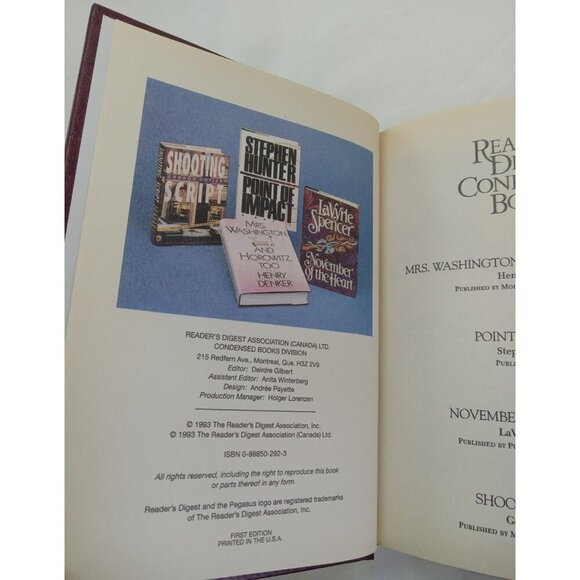 SHOOTING
SCRIPT
STEPHEN
HUNTER
POINT OF
IMPACT
LaVyrle
Spencer
November
of the Heart
MRS.
WASHINGTON
AND
HOROWITZ,
TOO
HENRY
DENKER
READER'S DIGEST ASSOCIATION (CANADA) LTD.
CONDENSED BOOKS DIVISION
215 Redfern Ave., Montreal, Que. H3Z 2V9
Editor: Deirdre Gilbert
Assistant Editor: Anita Winterberg
Design: Andrée Payette
Production Manager: Holger Lorenzen
© 1993 The Reader's Digest Association, Inc.
© 1993 The Reader's Digest Association (Canada) Ltd.
ISBN 0-88850-292-3
All rights reserved, including the right to reproduce this book
or parts thereof in any form.
Reader's Digest and the Pegasus logo are registered trademarks
of The Reader's Digest Association, Inc.
FIRST EDITION
PRINTED IN THE U.S.A.
REA
DI
CONDE
BO
MRS. WASHINGTON
Hen
PUBLISHED BY MOR
POINT
Step
PUBLIS
NOVEMBER
LaV
PUBLISHED BY PU
SHOO
Go
PUBLISHED BY M